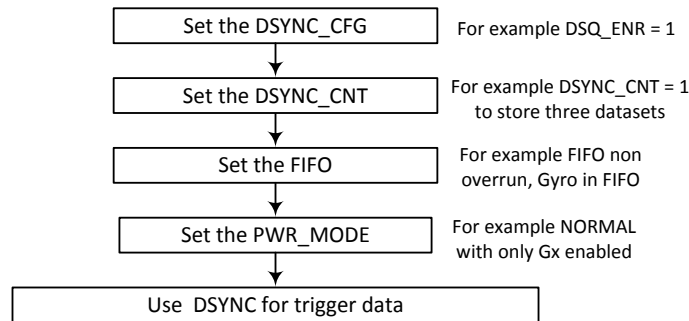 Set the DSYNC_CFG
For example DSQ_ENR = 1
Set the DSYNC_CNT
For example DSYNC_CNT = 1
to store three datasets
Set the FIFO
For example FIFO non
overrun, Gyro in FIFO
Set the PWR_MODE
For example NORMAL
with only Gx enabled
Use DSYNC for trigger data